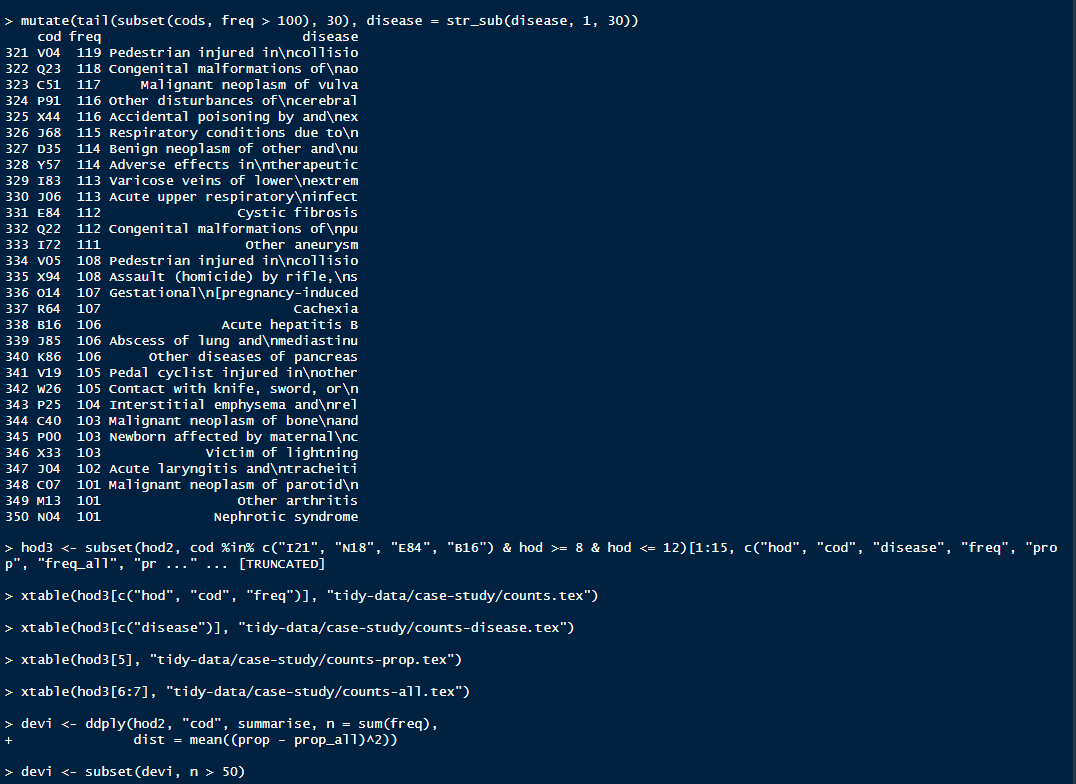 > mutate(tail(subset(cods, freq > 100), 30), disease = str_sub(disease, 1, 30))
    cod freq                        disease
321 V04  119 Pedestrian injured in\ncollisio
322 Q23  118 Congenital malformations of\nao
323 C51  117     Malignant neoplasm of vulva
324 P91  116 Other disturbances of\ncerebral
325 X44  116 Accidental poisoning by and\nex
326 J68  115 Respiratory conditions due to\n
327 D35  114 Benign neoplasm of other and\nu
328 Y57  114 Adverse effects in\ntherapeutic
329 I83  113 Varicose veins of lower\nextrem
330 J06  113 Acute upper respiratory\ninfect
331 E84  112                 Cystic fibrosis
332 Q22  112 Congenital malformations of\npu
333 I72  111                  Other aneurysm
334 V05  108 Pedestrian injured in\ncollisio
335 X94  108 Assault (homicide) by rifle,\ns
336 O14  107 Gestational\n[pregnancy-induced
337 R64  107                        Cachexia
338 B16  106               Acute hepatitis B
339 J85  106 Abscess of lung and\nmediastinu
340 K86  106      Other diseases of pancreas
341 V19  105 Pedal cyclist injured in\nother
342 W26  105 Contact with knife, sword, or\n
343 P25  104 Interstitial emphysema and\nrel
344 C40  103 Malignant neoplasm of bone\nand
345 P00  103 Newborn affected by maternal\nc
346 X33  103             Victim of lightning
347 J04  102 Acute laryngitis and\ntracheiti
348 C07  101 Malignant neoplasm of parotid\n
349 M13  101                 Other arthritis
350 N04  101              Nephrotic syndrome
> hod3 <- subset(hod2, cod %in% c("I21", "N18", "E84", "B16") & hod >= 8 & hod <= 12)[1:15, c("hod", "cod", "disease", "freq", "pro
p", "freq_all", "pr ..." ... [TRUNCATED]
> xtable(hod3[c("hod", "cod", "freq")], "tidy-data/case-study/counts.tex")
> xtable(hod3[c("disease")], "tidy-data/case-study/counts-disease.tex")
> xtable(hod3[5], "tidy-data/case-study/counts-prop.tex")
> xtable(hod3[6:7], "tidy-data/case-study/counts-all.tex")
> devi <- ddply(hod2, "cod", summarise, n = sum(freq),
+               dist = mean((prop - prop_all)^2))
> devi <- subset(devi, n > 50)